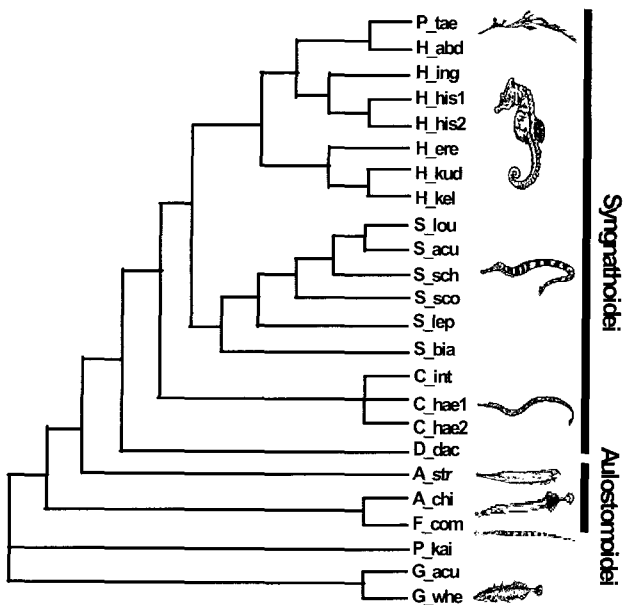 P_tae
H_abd
H_ing
H_his1
H_his2
H_ere
H_kud
H_kel
S_lou
S_acu
S_sch
S_sco
S_lep
S_bia
C_int
C_hae1
C_hae2
D_dac
A_str
A_chi
F_com
P_kai
G_acu
G_whe
Syngnathoidei
Aulostomoidei